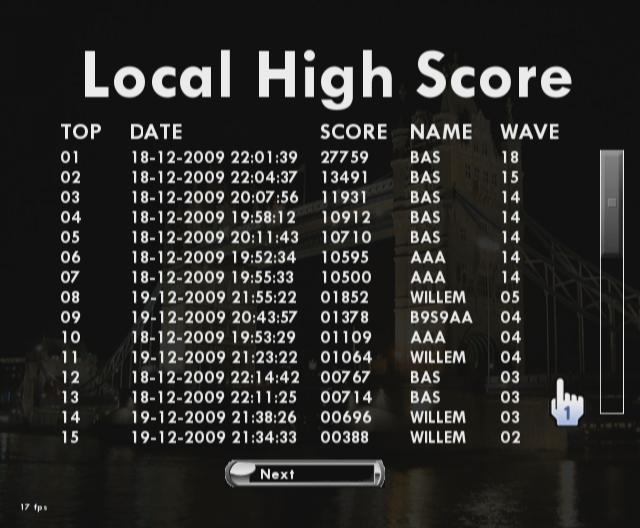 Local High Score
TOP DATE SCORE NAME WAVE
01 18-12-2009 22:01:39 27759 BAS 18
02 18-12-2009 22:04:37 13491 BAS 15
03 18-12-2009 20:07:56 11931 BAS 14
04 18-12-2009 19:58:12 10912 BAS 14
05 18-12-2009 20:11:43 10710 BAS 14
06 18-12-2009 19:52:34 10595 AAA 14
07 18-12-2009 19:55:33 10500 AAA 14
08 19-12-2009 21:55:22 01852 WILLEM 05
09 19-12-2009 20:43:57 01378 B9S9AA 04
10 18-12-2009 19:53:29 01109 AAA 04
11 19-12-2009 21:23:22 01064 WILLEM 04
12 18-12-2009 22:14:42 00767 BAS 03
13 18-12-2009 22:11:25 00714 BAS 03
14 19-12-2009 21:38:26 00696 WILLEM 03
15 19-12-2009 21:34:33 00388 WILLEM 02
1
Next
17 fps